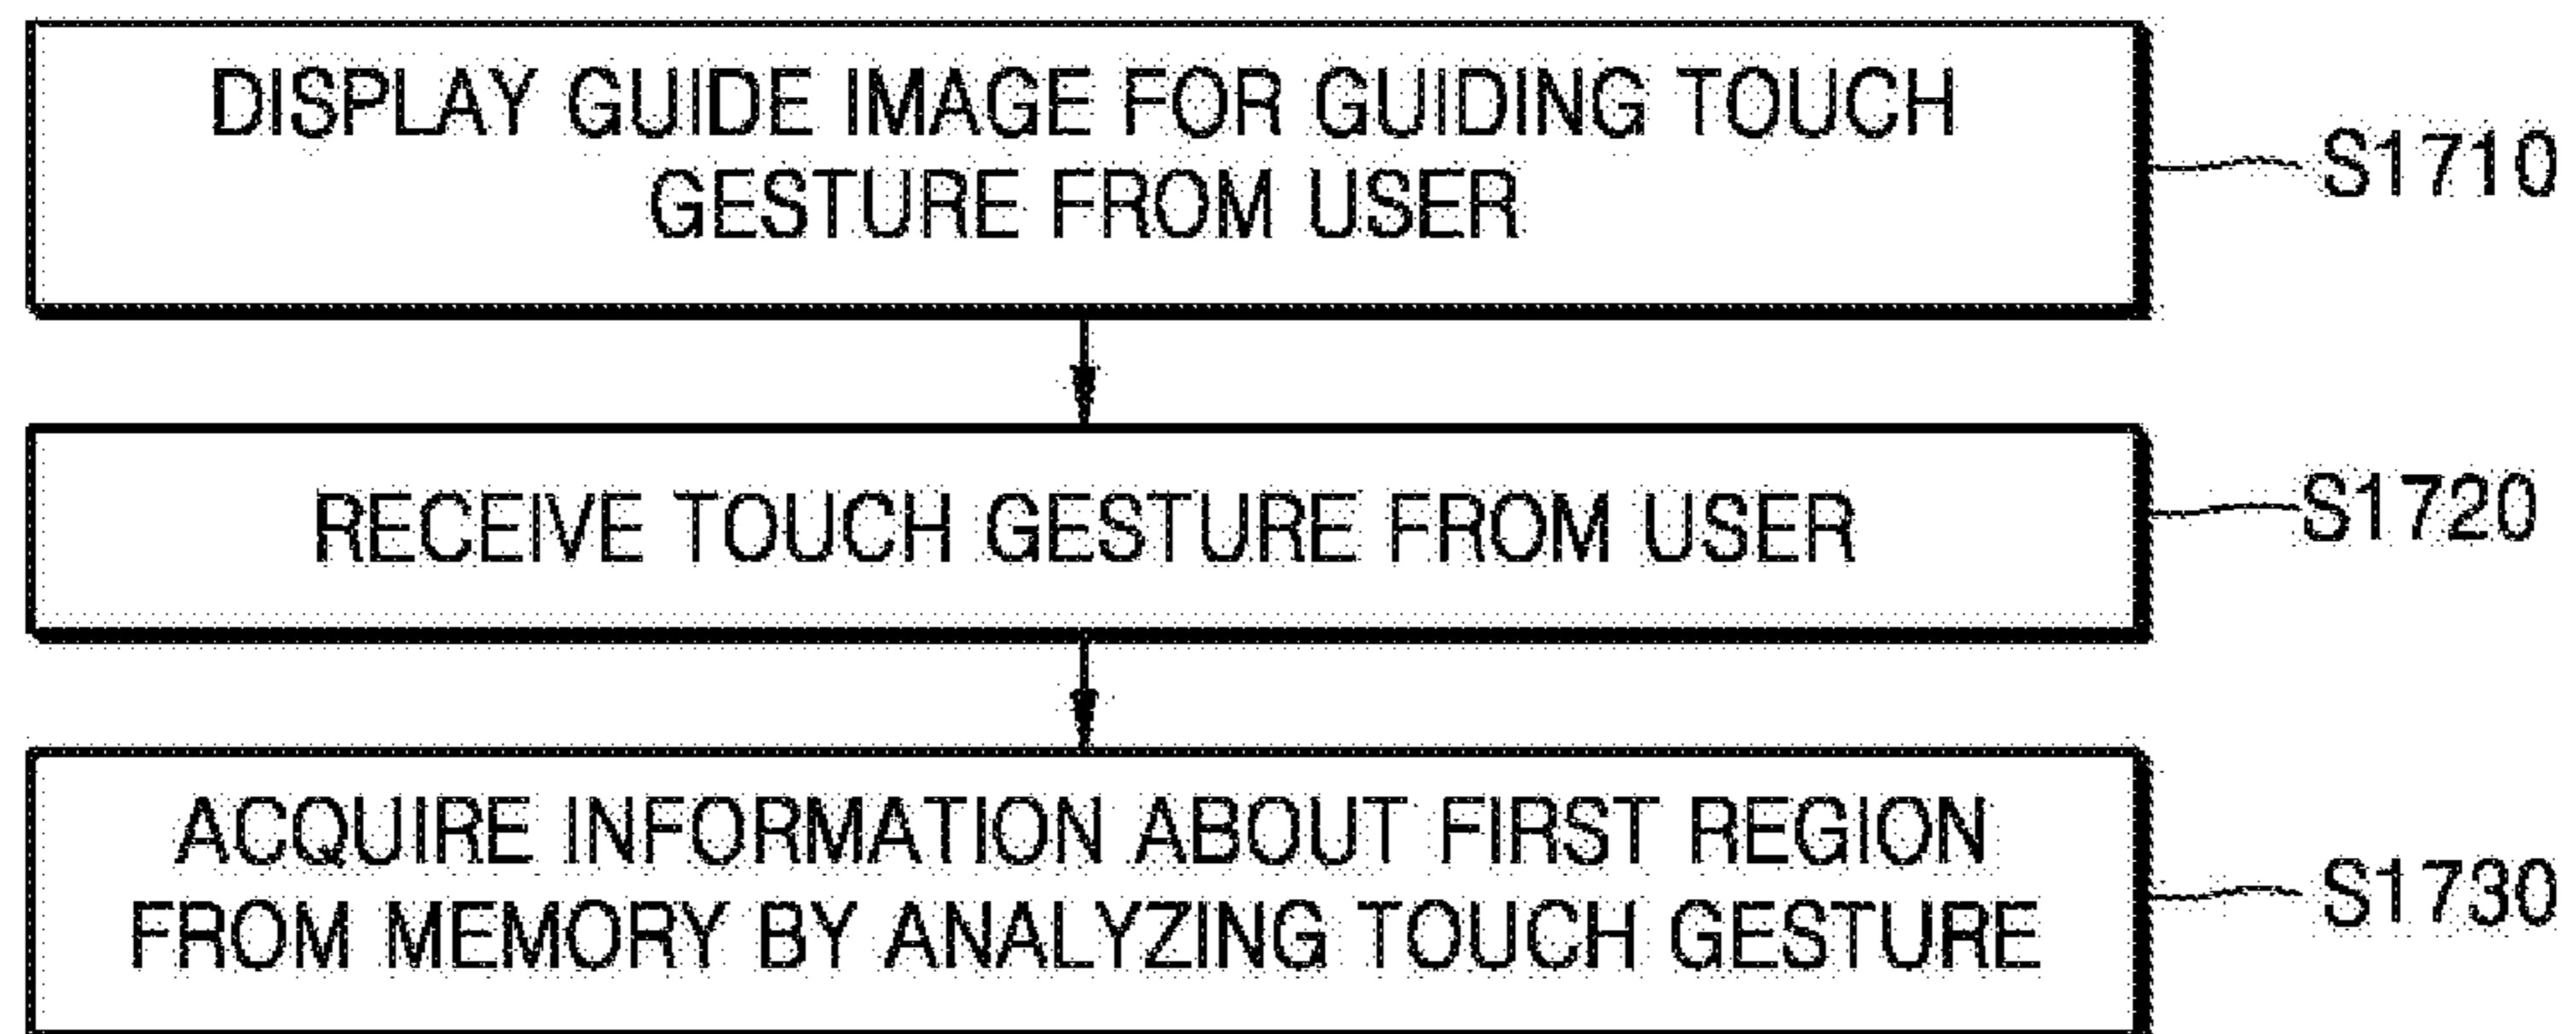 DISPLAY GUIDE IMAGE FOR GUIDING TOUCH
GESTURE FROM USER
S1710
RECEIVE TOUCH GESTURE FROM USER
S1720
ACQUIRE INFORMATION ABOUT FIRST REGION
FROM MEMORY BY ANALYZING TOUCH GESTURE
S1730